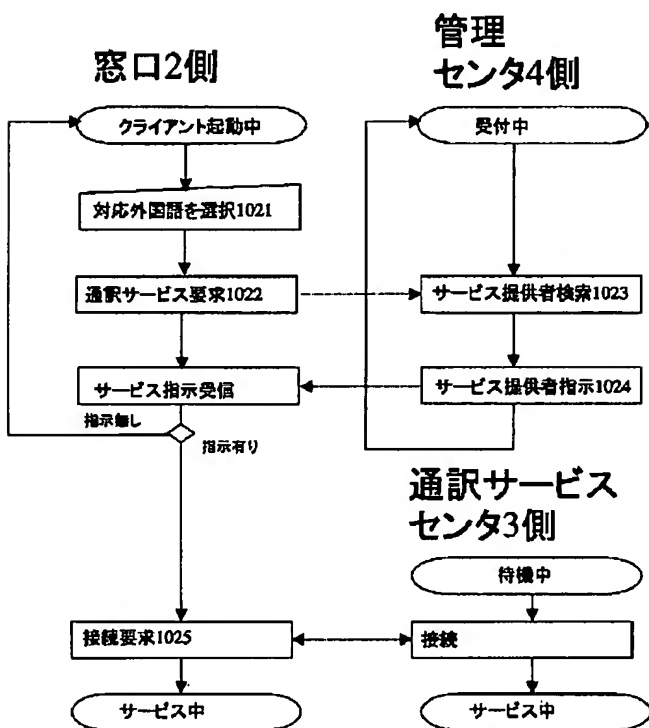 窓口2側
クライアント起動中
対応外国語を選択1021
通訳サービス要求1022
サービス指示受信
指示無し
指示有り
接続要求1025
サービス中
管理
センタ4側
受付中
サービス提供者検索1023
サービス提供者指示1024
通訳サービス
センタ3側
待機中
接続
サービス中